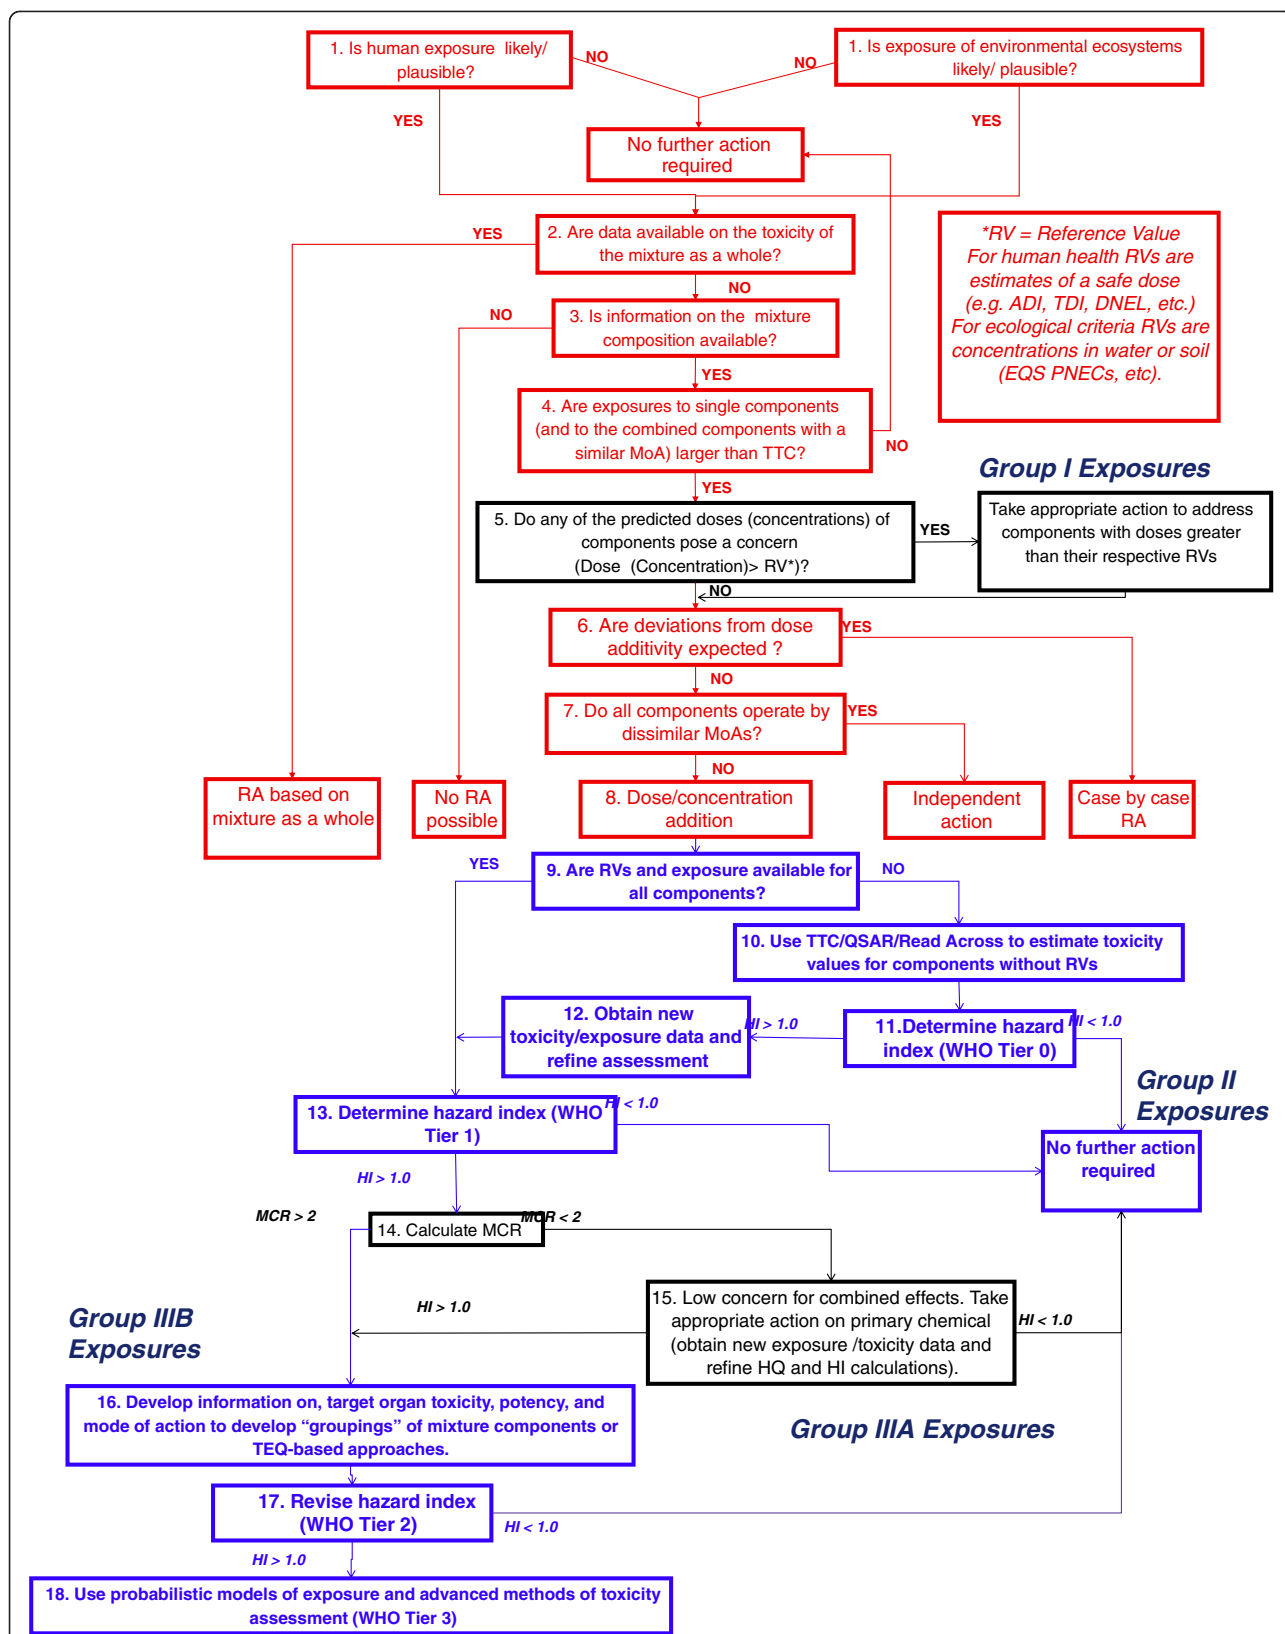 1. Is human exposure likely/
plausible?
NO
NO
1. Is exposure of environmental ecosystems
likely/ plausible?
YES
YES
No further action
required
YES
2. Are data available on the toxicity of
the mixture as a whole?
*RV = Reference Value
For human health RVs are
estimates of a safe dose
(e.g. ADI, TDI, DNEL, etc.)
For ecological criteria RVs are
concentrations in water or soil
(EQS PNECs, etc).
NO
NO
3. Is information on the mixture
composition available?
YES
4. Are exposures to single components
(and to the combined components with a
similar MoA) larger than TTC?
NO
YES
Group I Exposures
5. Do any of the predicted doses (concentrations) of
components pose a concern
(Dose (Concentration)> RV*)?
YES
Take appropriate action to address
components with doses greater
than their respective RVs
NO
6. Are deviations from dose
additivity expected ?
YES
NO
7. Do all components operate by
dissimilar MoAs?
YES
NO
RA based on
mixture as a whole
No RA
possible
8. Dose/concentration
addition
Independent
action
Case by case
RA
YES
9. Are RVs and exposure available for
all components?
NO
10. Use TTC/QSAR/Read Across to estimate toxicity
values for components without RVs
12. Obtain new
toxicity/exposure data and
refine assessment
HI > 1.0
11.Determine hazard
index (WHO Tier 0)
HI < 1.0
Group II
Exposures
13. Determine hazard index (WHO
Tier 1)
HI < 1.0
No further action
required
HI > 1.0
MCR > 2
14. Calculate MCR
MCR < 2
Group IIIB
Exposures
HI > 1.0
15. Low concern for combined effects. Take
appropriate action on primary chemical
(obtain new exposure /toxicity data and
refine HQ and HI calculations).
HI < 1.0
16. Develop information on, target organ toxicity, potency, and
mode of action to develop “groupings” of mixture components or
TEQ-based approaches.
Group IIIA Exposures
17. Revise hazard index
(WHO Tier 2)
HI < 1.0
HI > 1.0
18. Use probabilistic models of exposure and advanced methods of toxicity
assessment (WHO Tier 3)